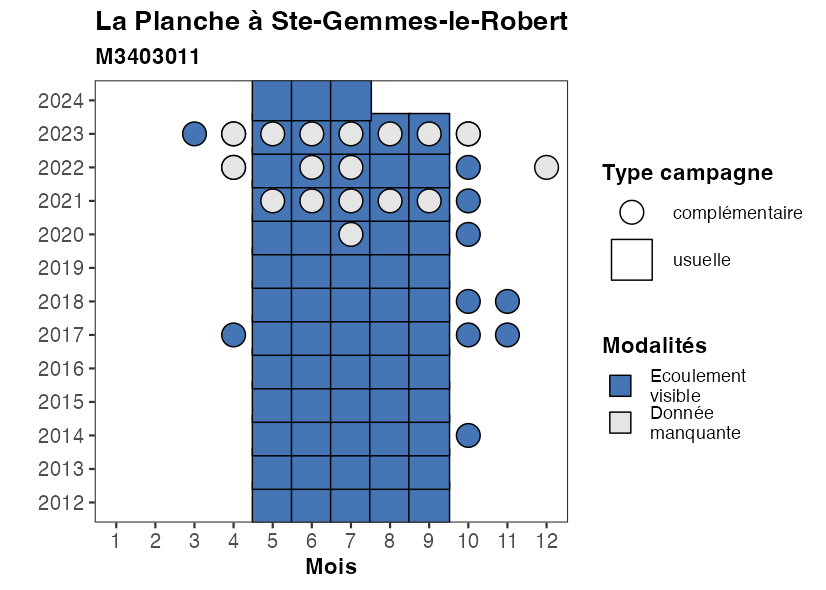 La Planche à Ste-Gemmes-le-Robert
M3403011
2024
2023
2022
2021
2020
2019
2018
2017
2016
2015
2014
2013
2012
1 2 3 4 5 6 7 8 9 10 11 12
Mois
Type campagne
complémentaire
usuelle
Modalités
Ecoulement
visible
Donnée
manquante